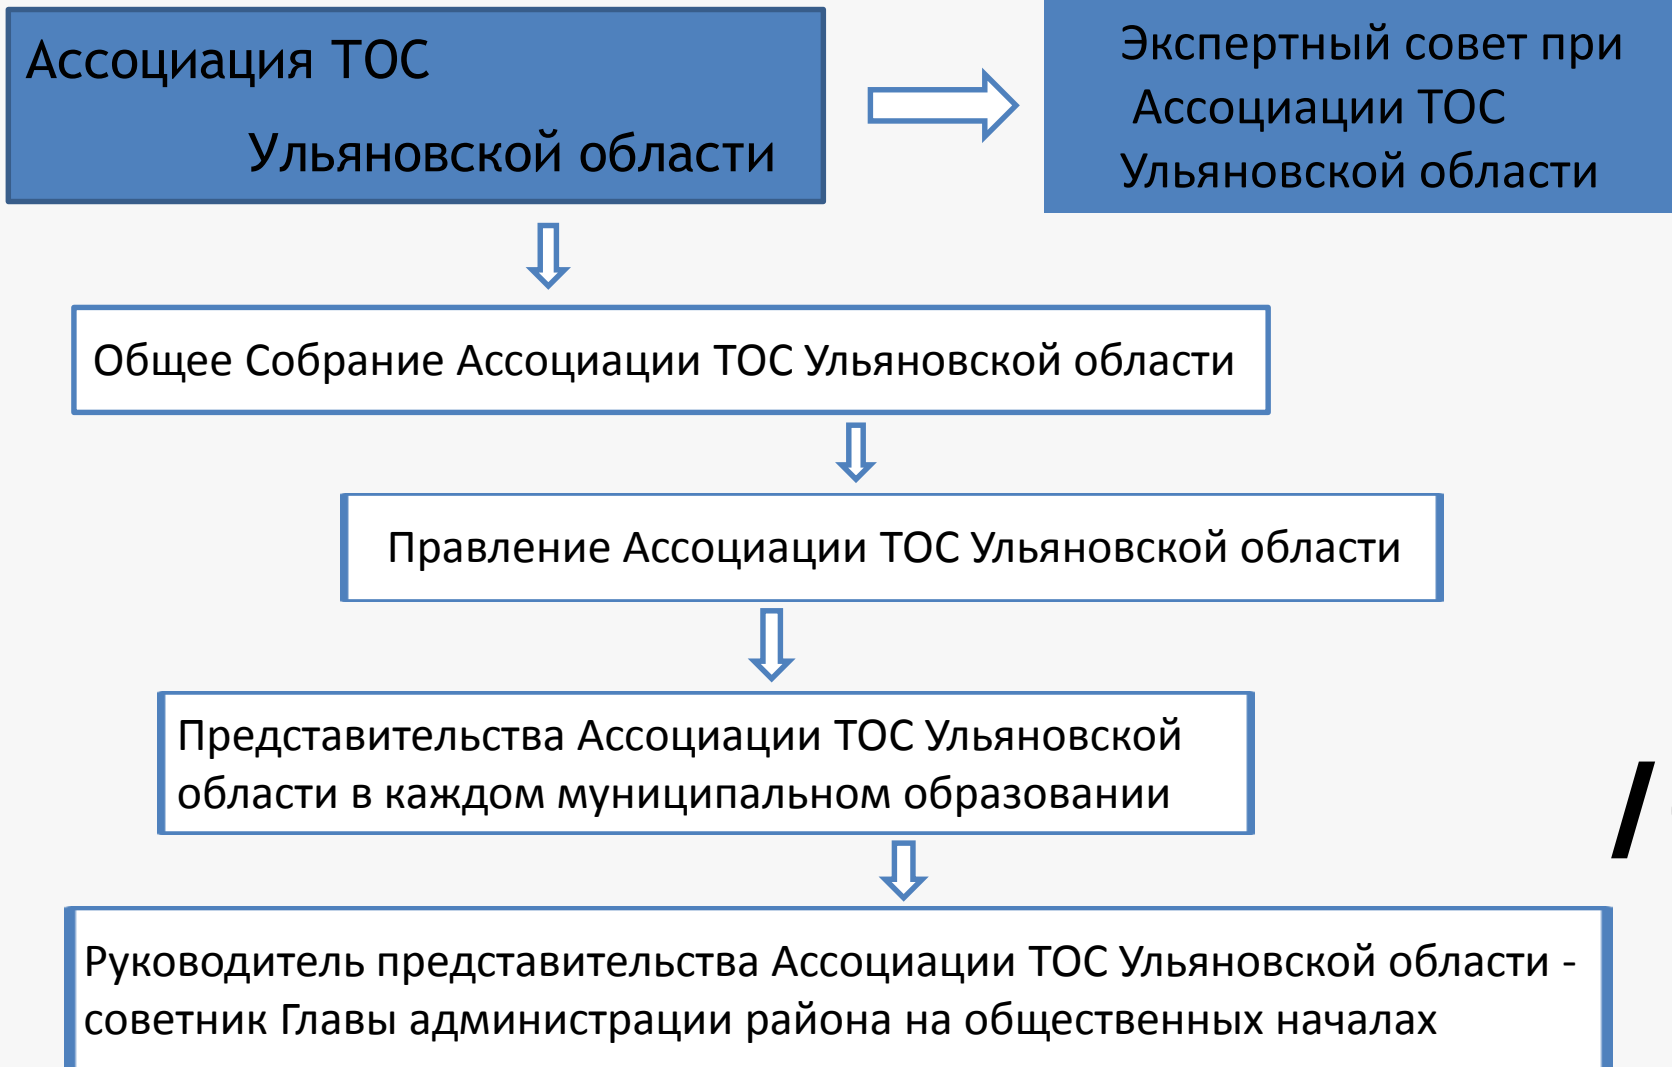 Ассоциация ТОС
Ульяновской области
Экспертный совет при
Ассоциации ТОС
Ульяновской области
Общее Собрание Ассоциации ТОС Ульяновской области
Правление Ассоциации ТОС Ульяновской области
Представительства Ассоциации ТОС Ульяновской
области в каждом муниципальном образовании
/
Руководитель представительства Ассоциации ТОС Ульяновской области -
советник Главы администрации района на общественных началах